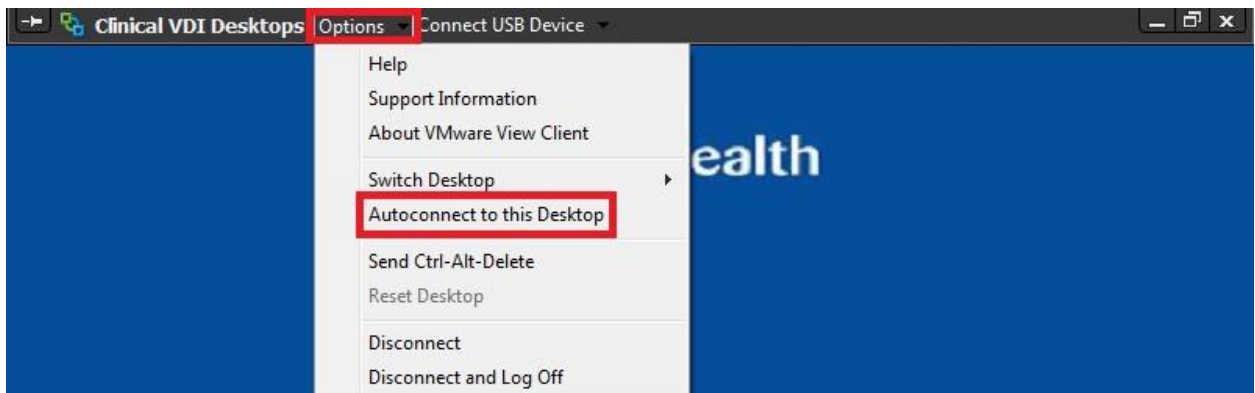 Clinical VDI Desktops Options Connect USB Device
Help
Support Information
About VMware View Client
ealth
Switch Desktop
Autoconnect to this Desktop
Send Ctrl-Alt-Delete
Reset Desktop
Disconnect
Disconnect and Log Off